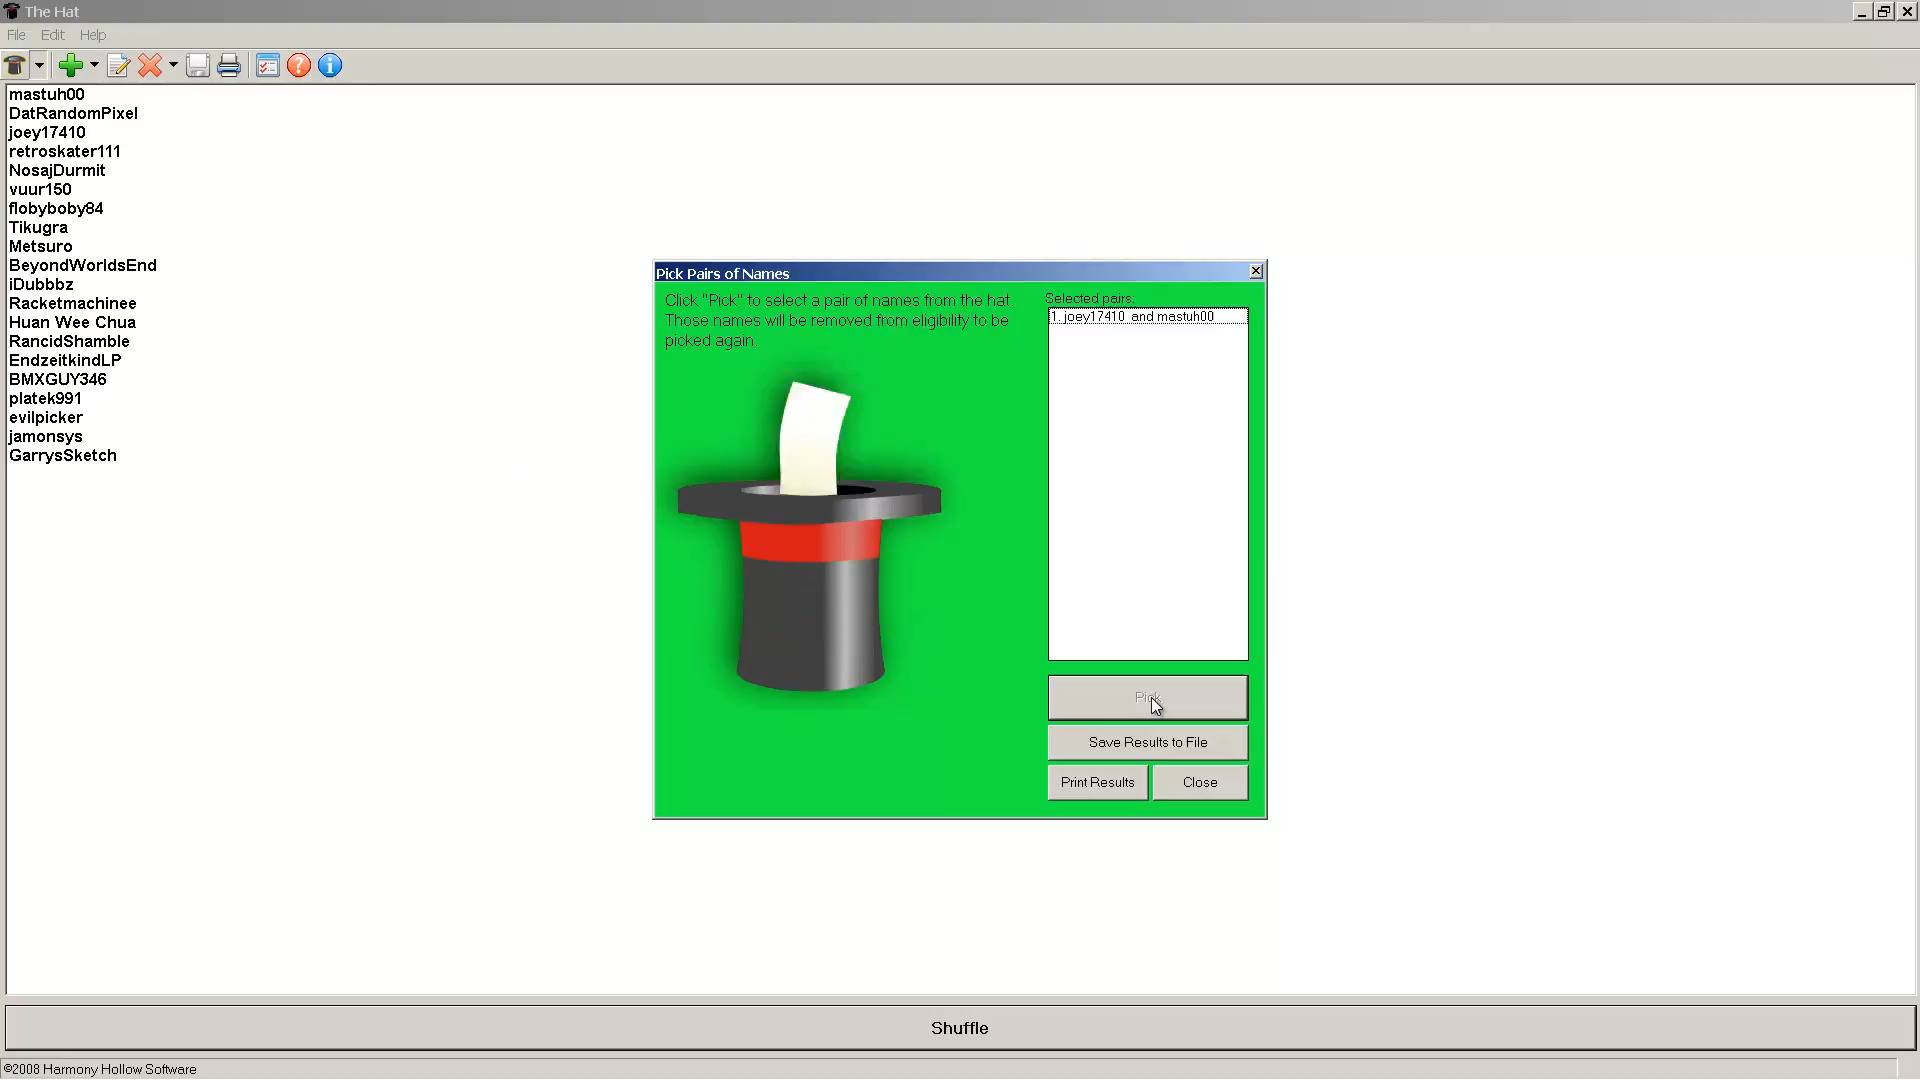 The Hat
File Edit Help
mastuh00
DatRandomPixel
joey17410
retroskater111
NosajDurmit
vuur150
flobyboby84
Tikugra
Metsuro
BeyondWorldsEnd
iDubbbz
Racketmachinee
Huan Wee Chua
RancidShamble
EndzeitkindLP
BMXGUY346
platek991
evilpicker
jamonsys
GarrysSketch
Pick Pairs of Names
Click "Pick" to select a pair of names from the hat.
Those names will be removed from eligibility to be
picked again.
Selected pairs:
1. joey17410 and mastuh00
Pick
Save Results to File
Print Results
Close
Shuffle
©2008 Harmony Hollow Software